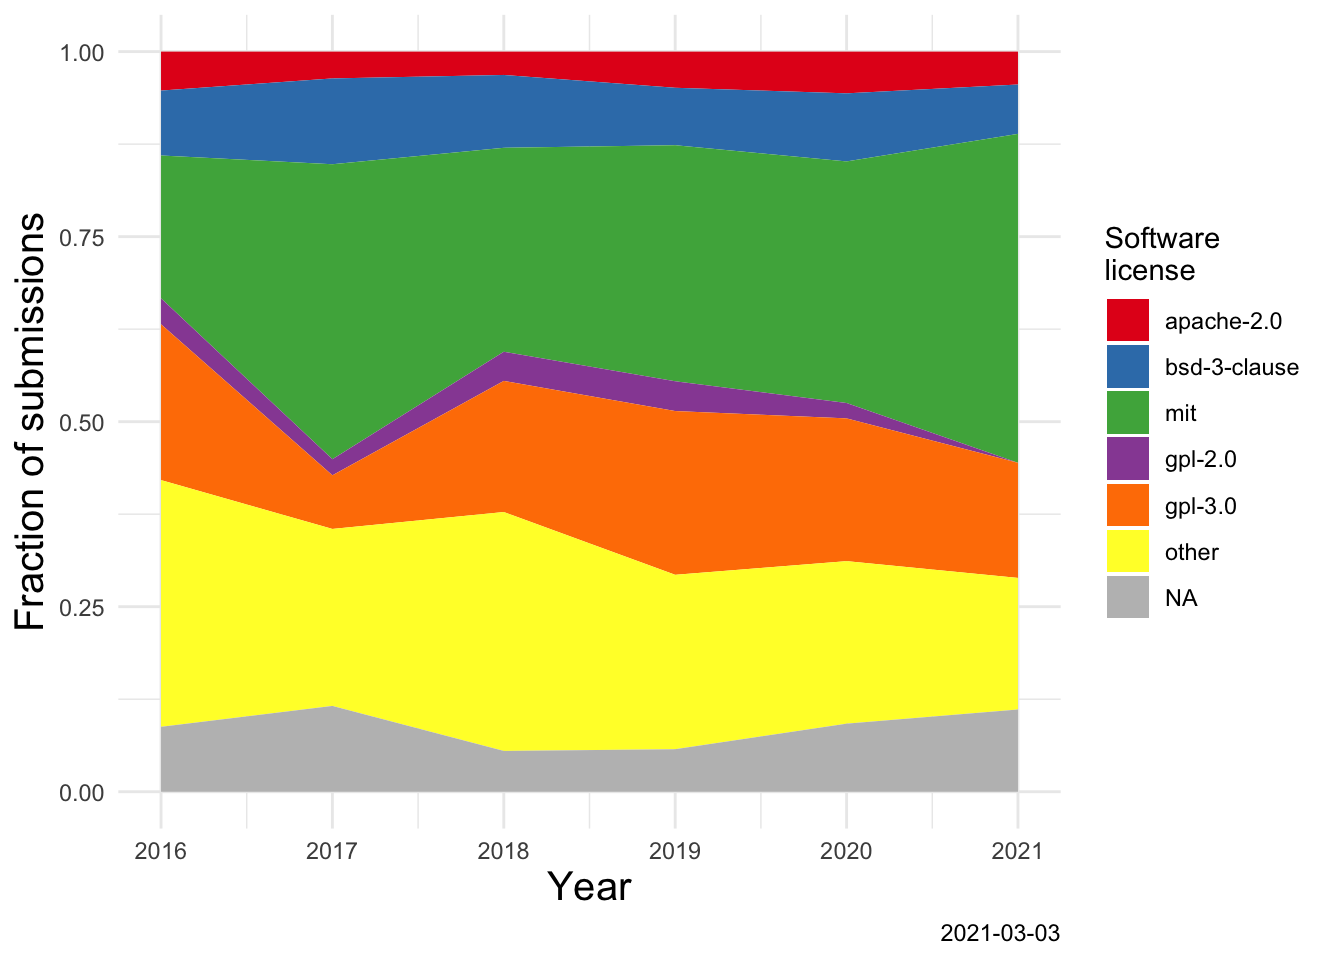 Fraction of submissions
1.00
0.75
0.50
0.25
0.00
2016 2017 2018 2019 2020 2021
Year
2021-03-03
Software
license
apache-2.0
bsd-3-clause
mit
gpl-2.0
gpl-3.0
other
NA